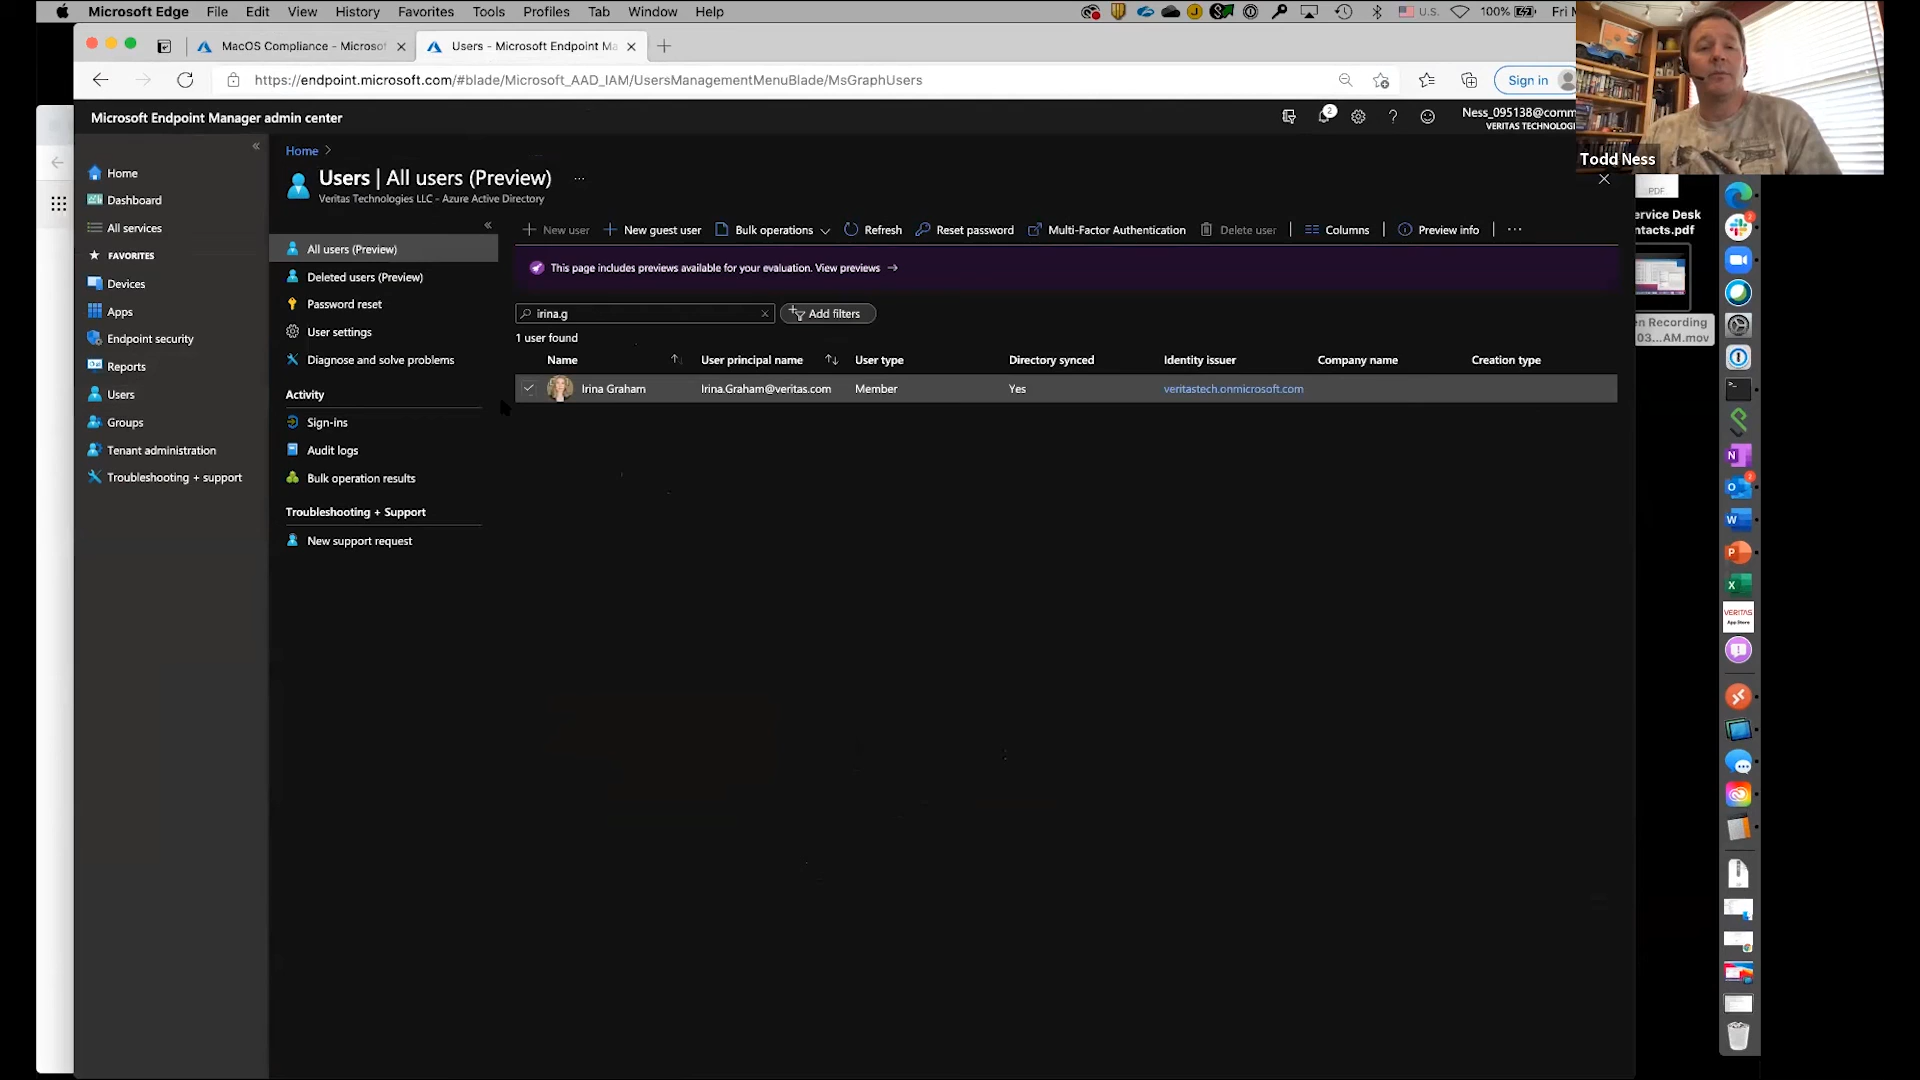 Microsoft Edge File Edit View History Favorites Tools Profiles Tab Window Help U.S. 100% Fri M
MacOS Compliance - Microsof
Users - Microsoft Endpoint Ma
https://endpoint.microsoft.com/#blade/Microsoft_AAD_IAM/UsersManagementMenuBlade/MsGraphUsers
Sign in
Microsoft Endpoint Manager admin center
2
Ness_095138@comm
VERITAS TECHNOLOGI
Todd Ness
Home
Dashboard
All services
FAVORITES
Devices
Apps
Endpoint security
Reports
Users
Groups
Tenant administration
Troubleshooting + support
Home >
Users | All users (Preview) ...
Veritas Technologies LLC - Azure Active Directory
All users (Preview)
Deleted users (Preview)
Password reset
User settings
Diagnose and solve problems
Activity
Sign-ins
Audit logs
Bulk operation results
Troubleshooting + Support
New support request
New user New guest user Bulk operations Refresh Reset password Multi-Factor Authentication Delete user Columns Preview info ...
This page includes previews available for your evaluation. View previews →
irina.g
Add filters
1 user found
Name User principal name User type Directory synced Identity issuer Company name Creation type
Irina Graham Irina.Graham@veritas.com Member Yes veritastech.onmicrosoft.com
PDF
ervice Desk
ntacts.pdf
en Recording
03...AM.mov
VERITAS
App Store